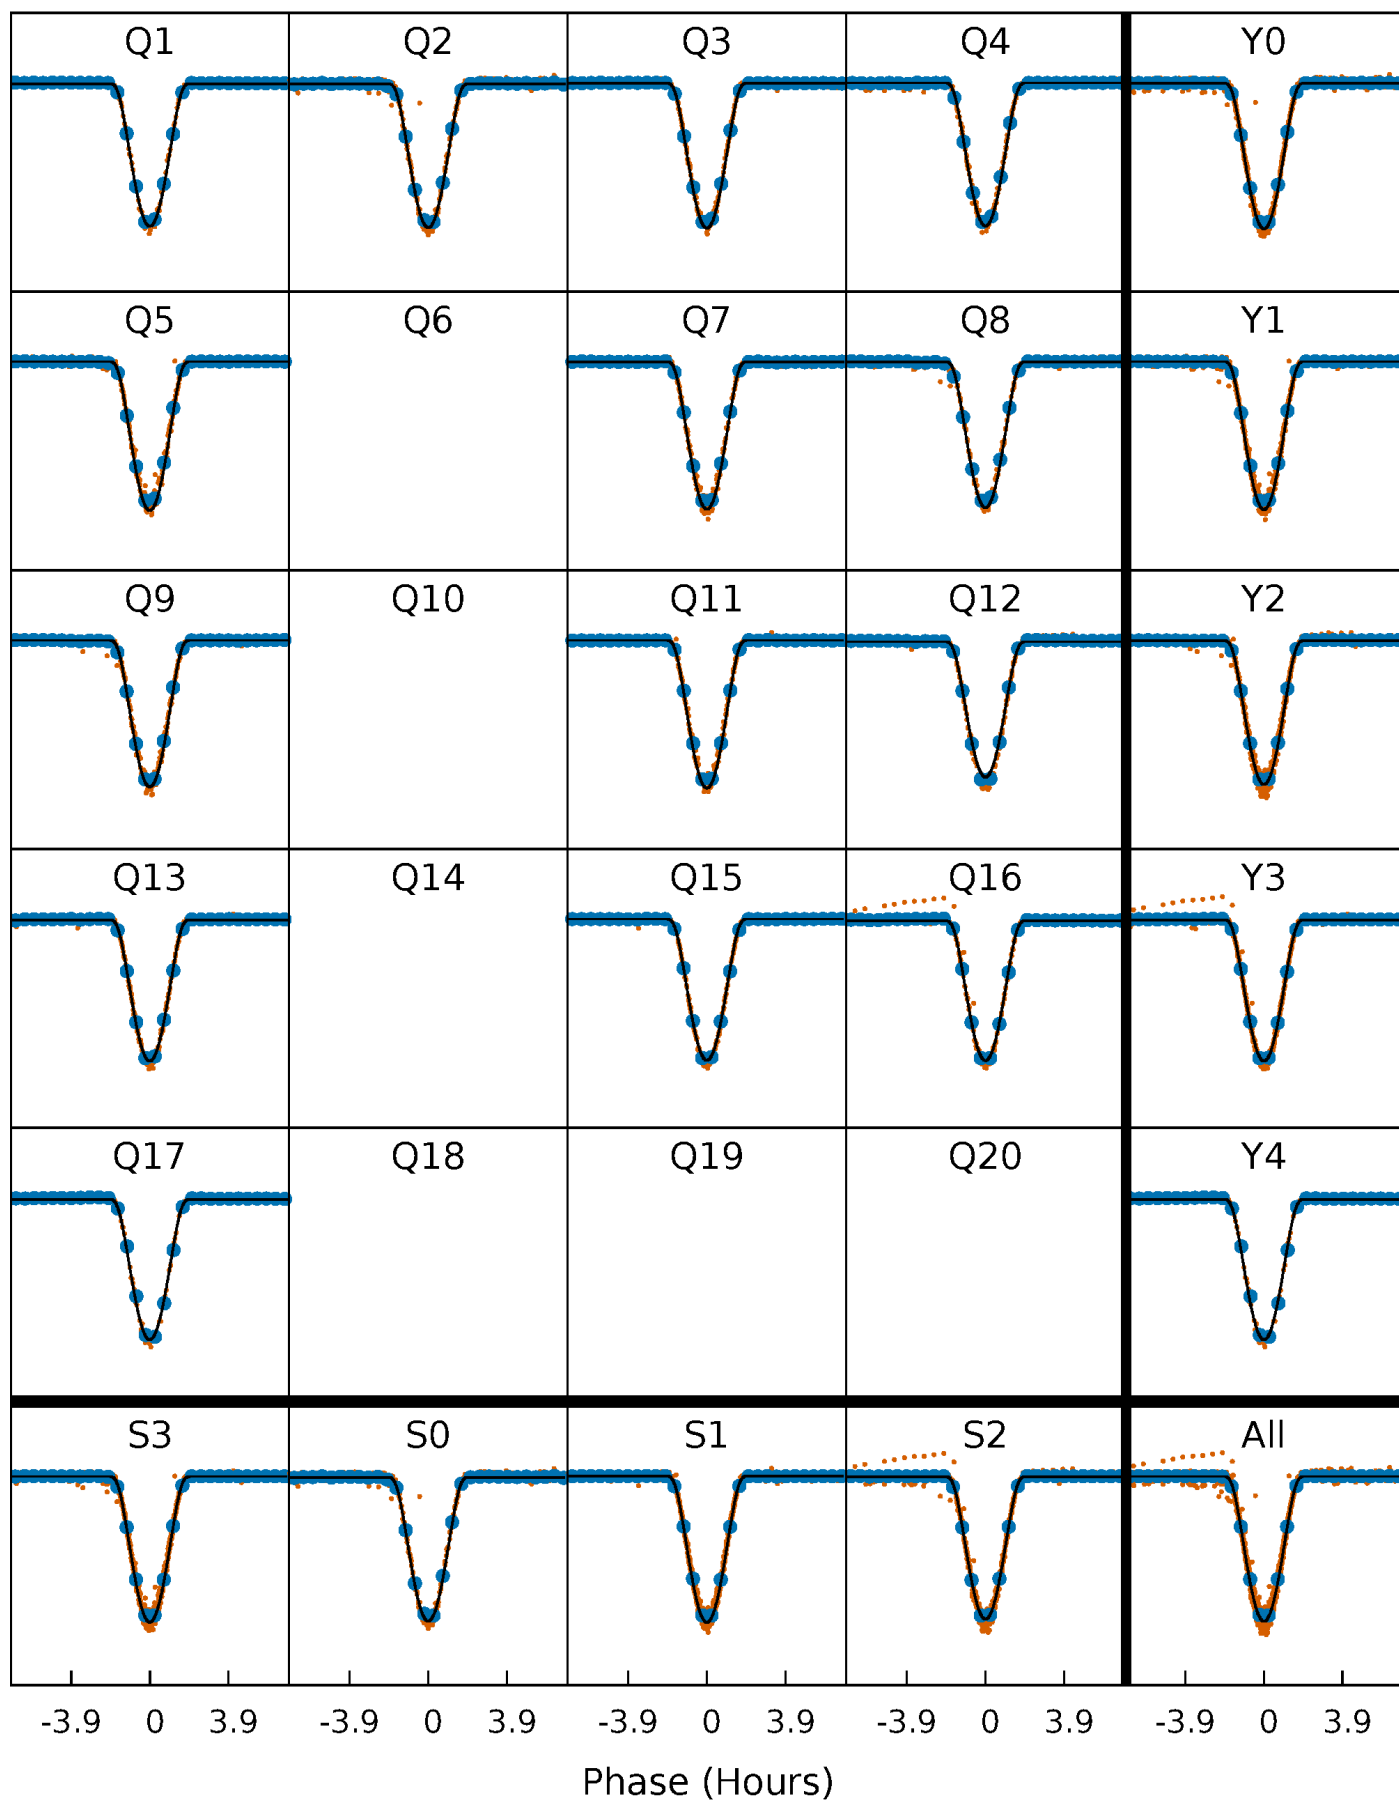 Q1 Q2 Q3 Q4 Y0
Q5 Q6 Q7 Q8 Y1
Q9 Q10 Q11 Q12 Y2
Q13 Q14 Q15 Q16 Y3
Q17 Q18 Q19 Q20 Y4
S3 S0 S1 S2 All
-3.9 0 3.9 -3.9 0 3.9 -3.9 0 3.9 -3.9 0 3.9 -3.9 0 3.9
Phase (Hours)